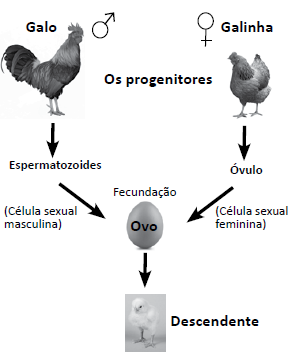 Galo ♂
♀ Galinha
Os progenitores
Espermatozoides
Óvulo
Fecundação
(Célula sexual
masculina)
Ovo
(Célula sexual
feminina)
Descendente